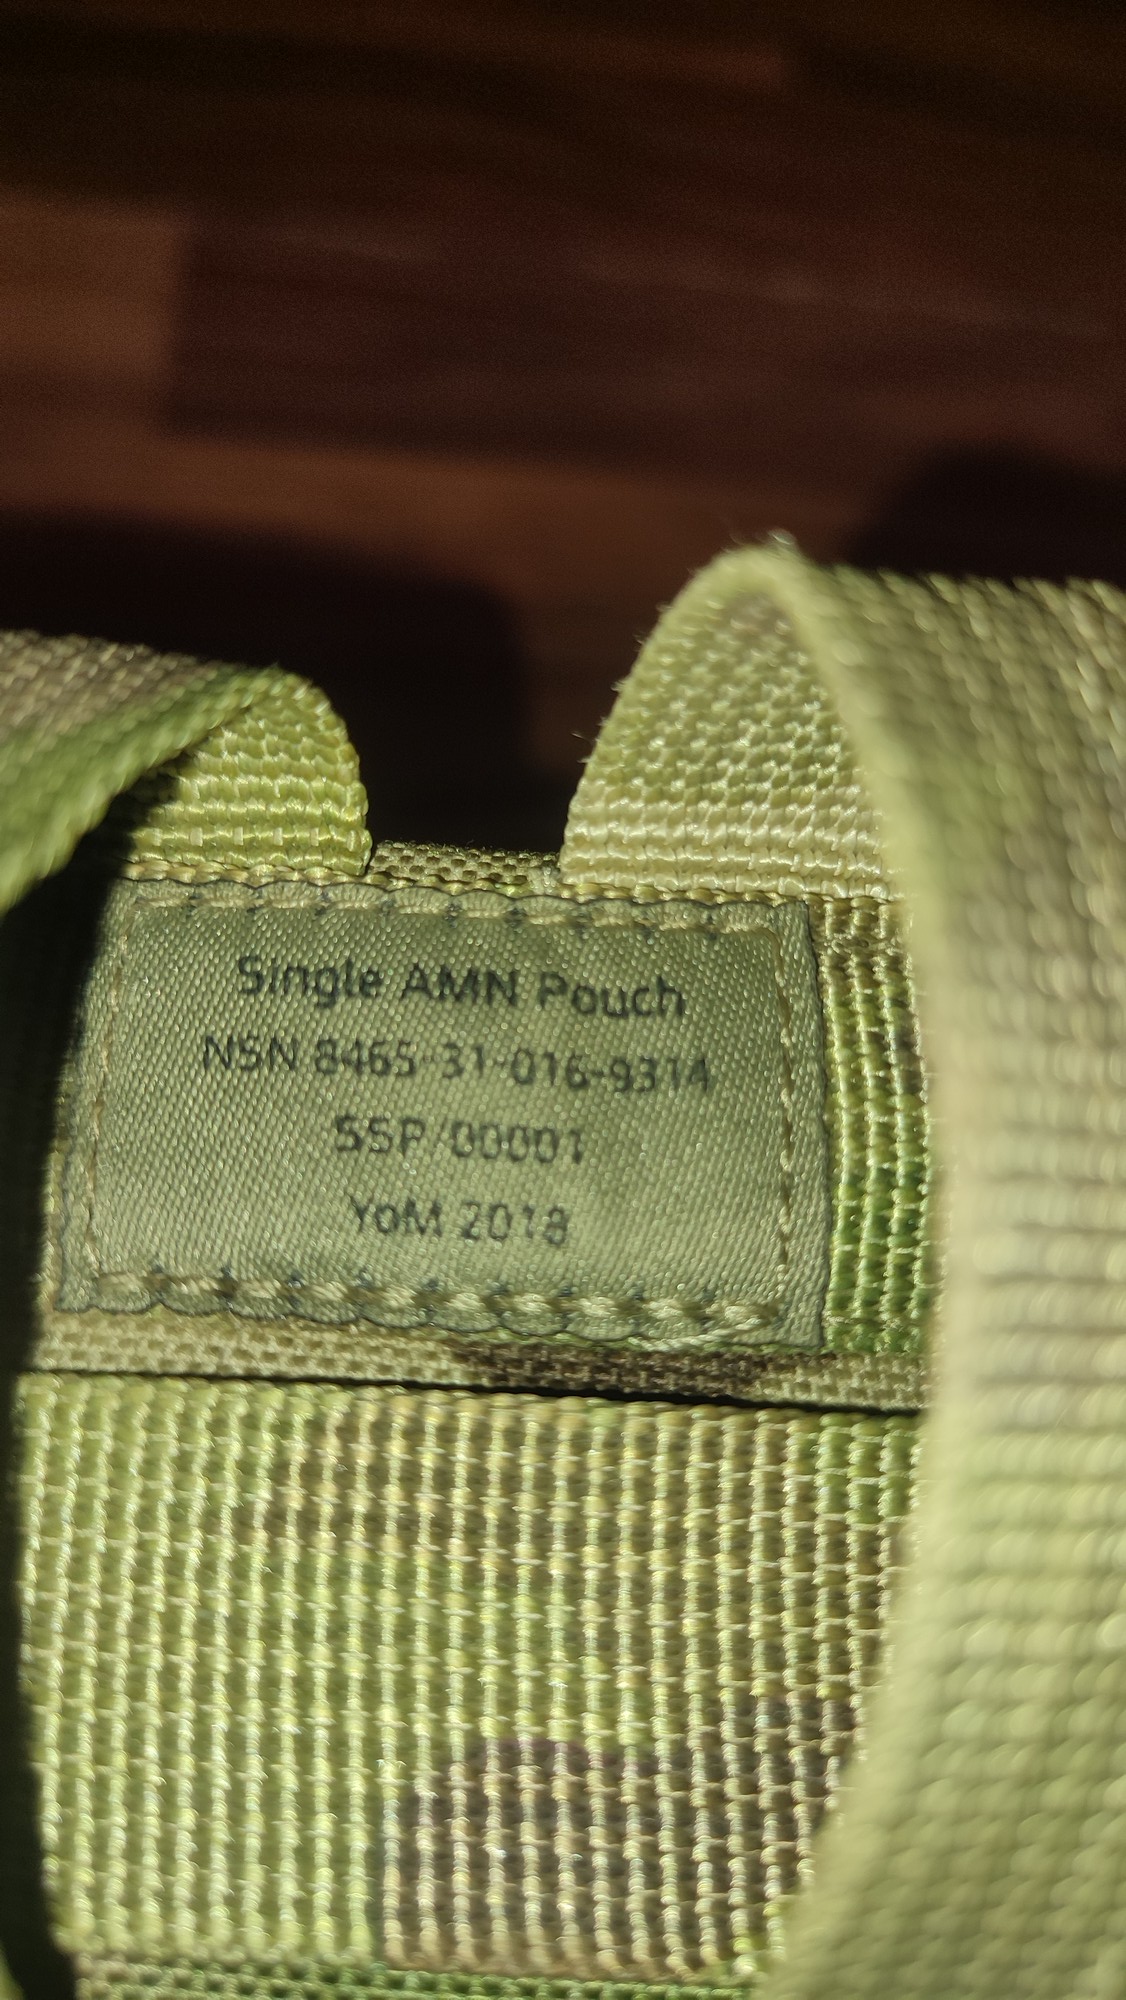 Single AMN Pouch
NSN 8465-31-016-9314
SSP/00001
YoM 2018